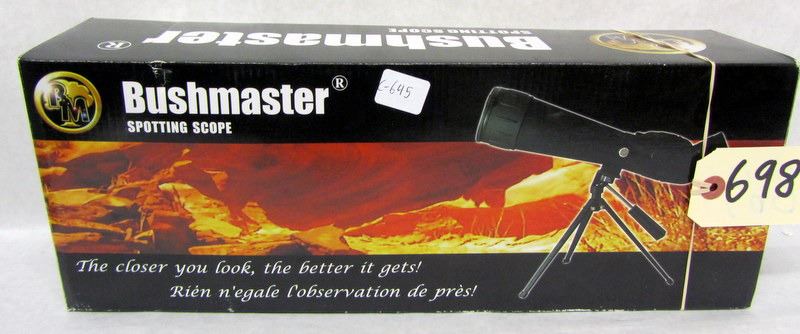 Bushmaster®
SPOTTING SCOPE
BM
Bushmaster®
SPOTTING SCOPE
C-645
698
The closer you look, the better it gets!
Rién n'egale l'observation de près!